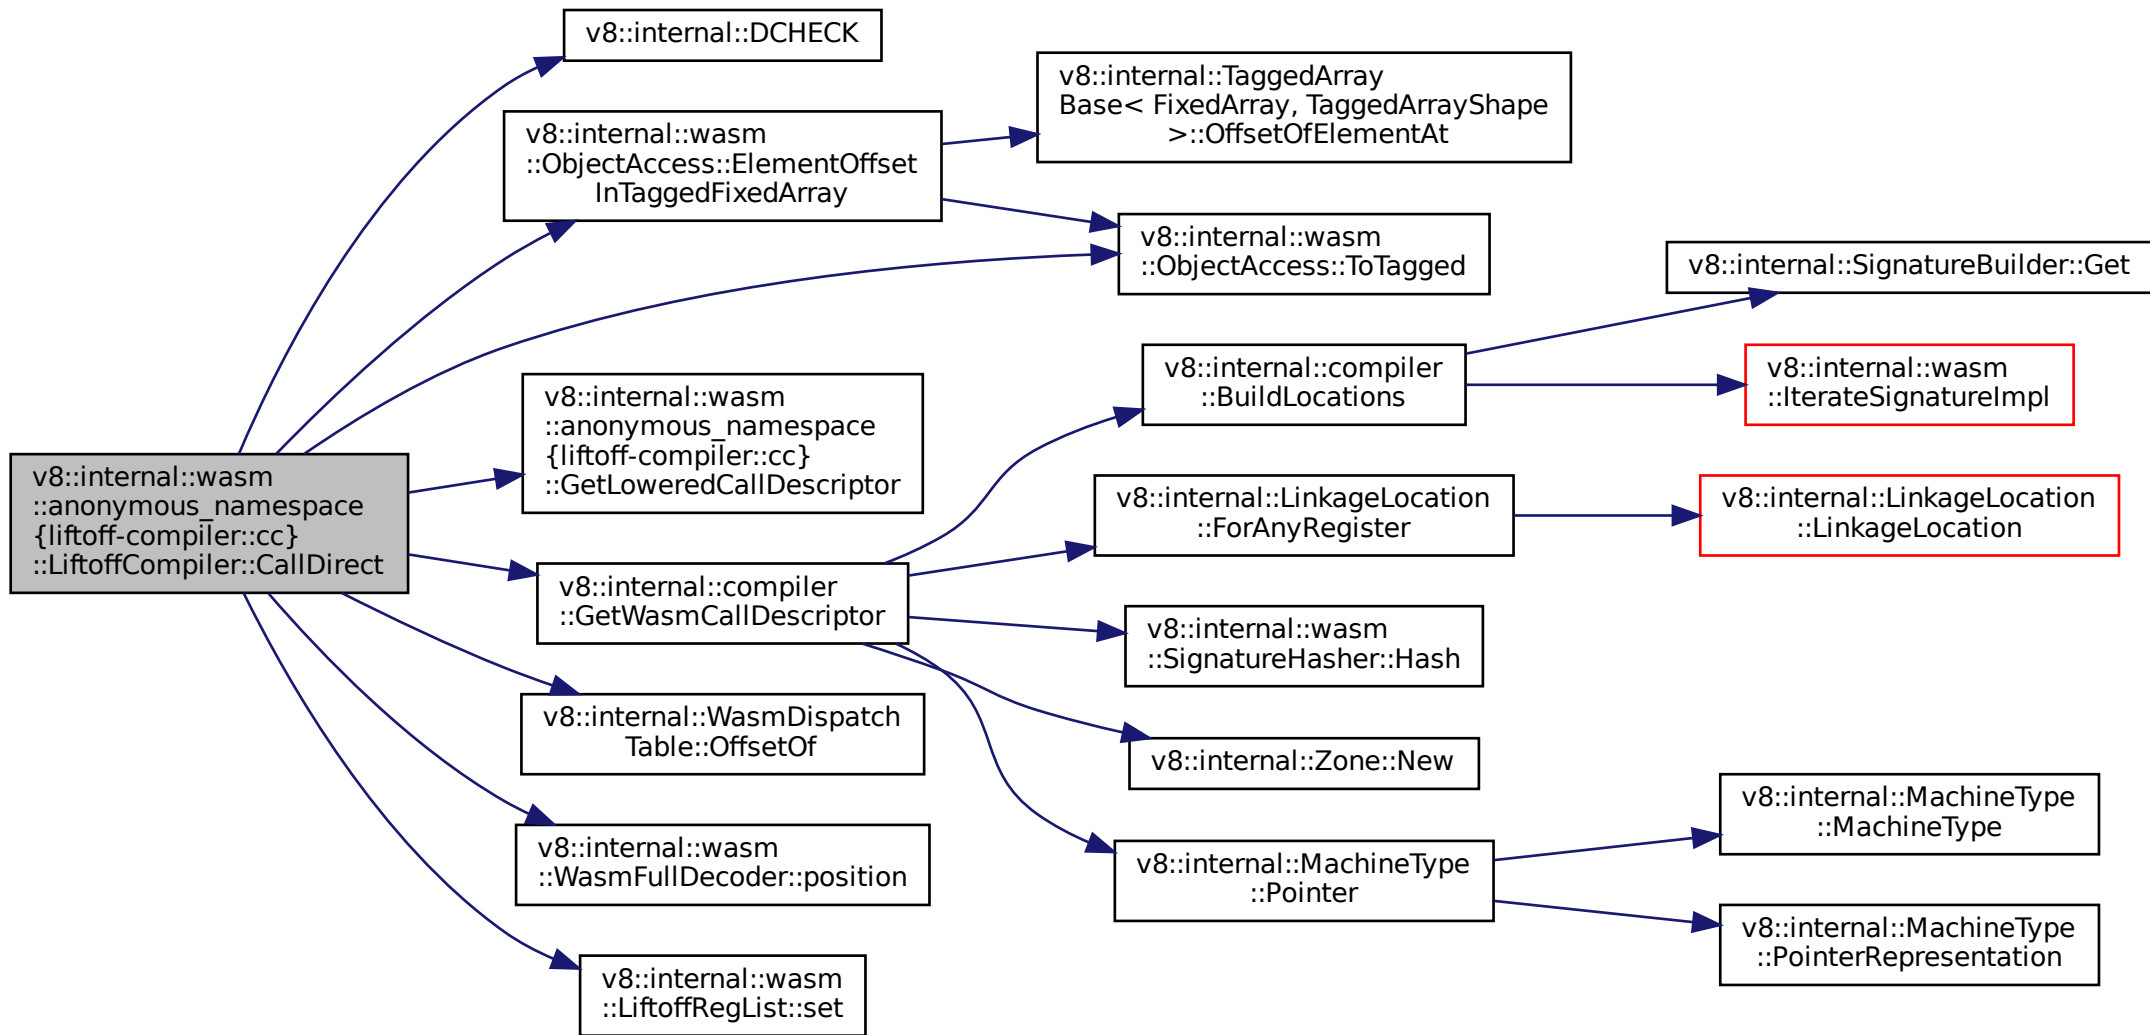 v8::internal::DCHECK
v8::internal::wasm
::ObjectAccess::ElementOffset
InTaggedFixedArray
v8::internal::TaggedArray
Base< FixedArray, TaggedArrayShape
>::OffsetOfElementAt
v8::internal::wasm
::ObjectAccess::ToTagged
v8::internal::SignatureBuilder::Get
v8::internal::compiler
::BuildLocations
v8::internal::wasm
::IterateSignatureImpl
v8::internal::wasm
::anonymous_namespace
{liftoff-compiler::cc}
::GetLoweredCallDescriptor
v8::internal::wasm
::anonymous_namespace
{liftoff-compiler::cc}
::LiftoffCompiler::CallDirect
v8::internal::LinkageLocation
::ForAnyRegister
v8::internal::LinkageLocation
::LinkageLocation
v8::internal::compiler
::GetWasmCallDescriptor
v8::internal::wasm
::SignatureHasher::Hash
v8::internal::WasmDispatch
Table::OffsetOf
v8::internal::Zone::New
v8::internal::MachineType
::MachineType
v8::internal::wasm
::WasmFullDecoder::position
v8::internal::MachineType
::Pointer
v8::internal::MachineType
::PointerRepresentation
v8::internal::wasm
::LiftoffRegList::set